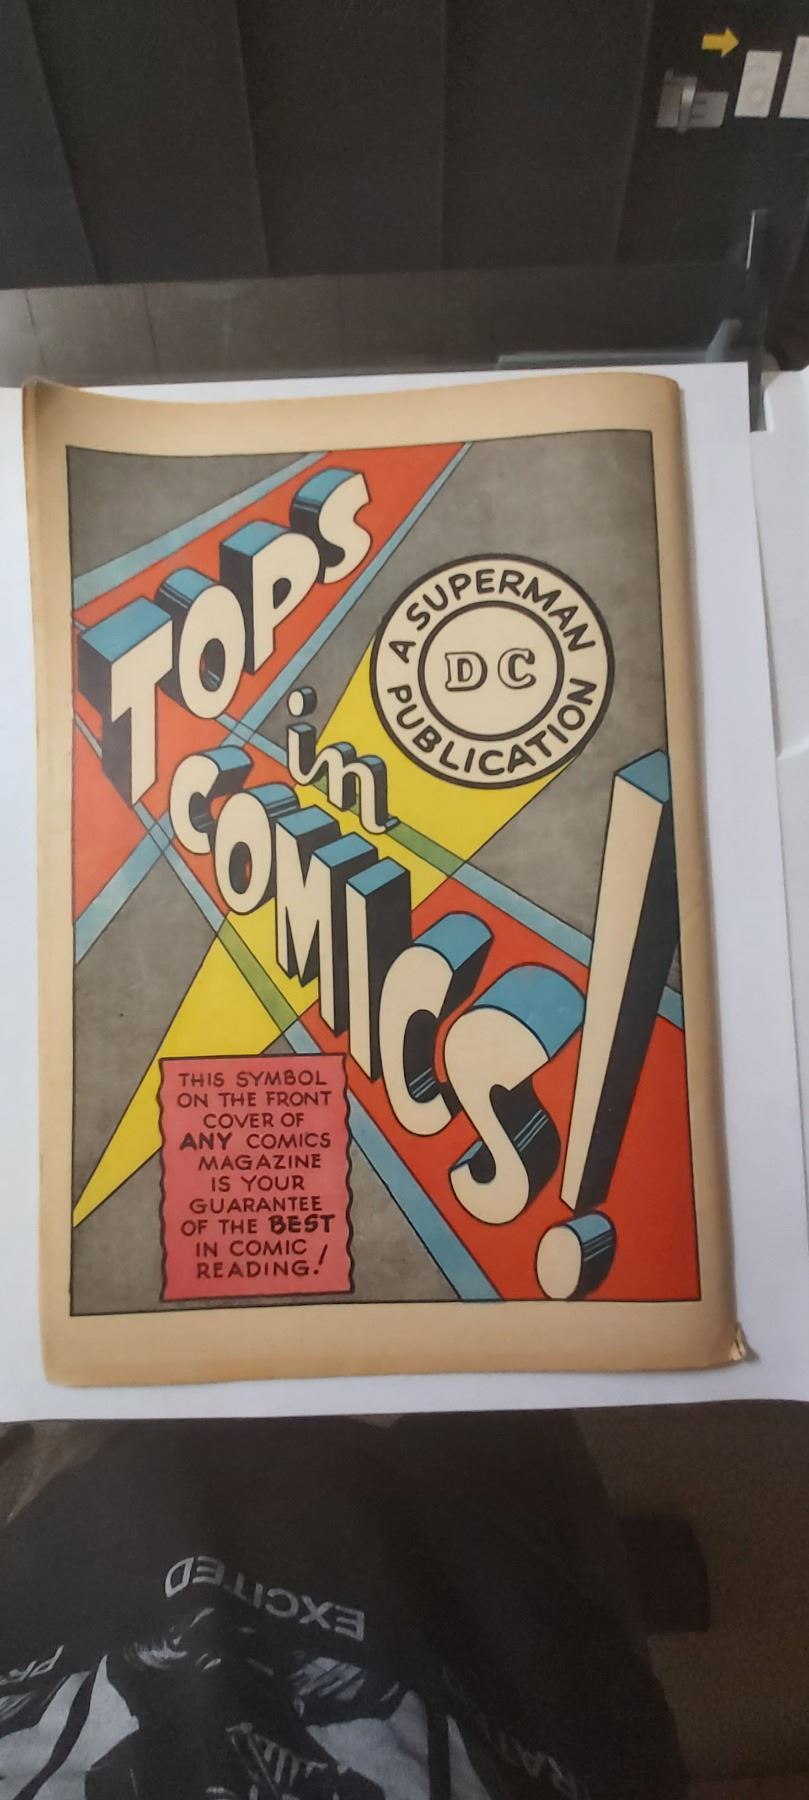 TOPS
in
COMICS!
A SUPERMAN
DC
PUBLICATION
THIS SYMBOL
ON THE FRONT
COVER OF
ANY COMICS
MAGAZINE
IS YOUR
GUARANTEE
OF THE BEST
IN COMIC
READING!
EXCITED